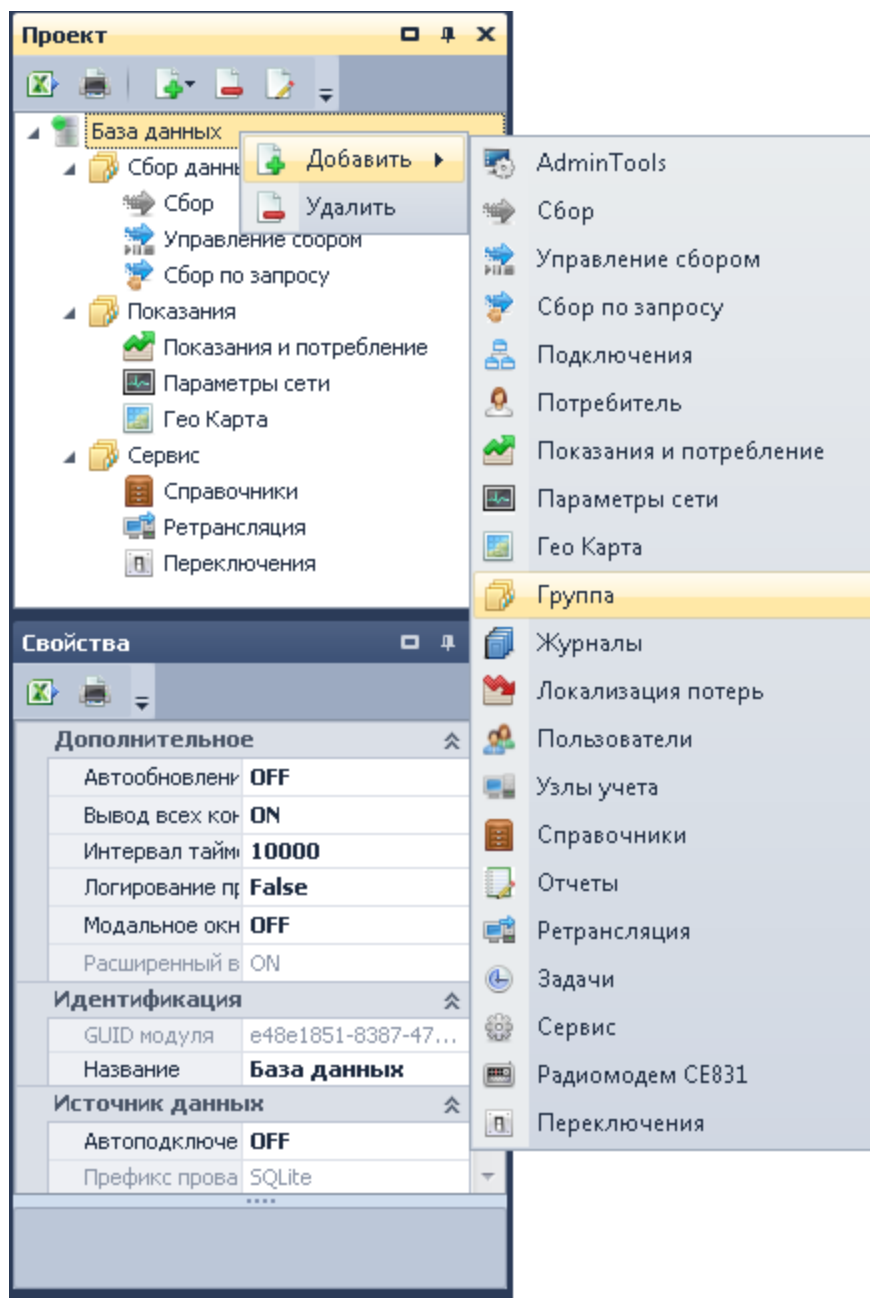 Проект
База данных
Сбор данн
Сбор
Управление сбором
Сбор по запросу
Показания
Показания и потребление
Параметры сети
Гео Карта
Сервис
Справочники
Ретрансляция
Переключения
Добавить
Удалить
AdminTools
Сбор
Управление сбором
Сбор по запросу
Подключения
Потребитель
Показания и потребление
Параметры сети
Гео Карта
Группа
Журналы
Локализация потерь
Пользователи
Узлы учета
Справочники
Отчеты
Ретрансляция
Задачи
Сервис
Радиомодем CE831
Переключения
Свойства
Дополнительное
Автообновлени OFF
Вывод всех кон ON
Интервал тайм 10000
Логирование пр False
Модальное окн OFF
Расширенный в ON
Идентификация
GUID модуля e48e1851-8387-47...
Название База данных
Источник данных
Автоподключе OFF
Префикс прова SQLite